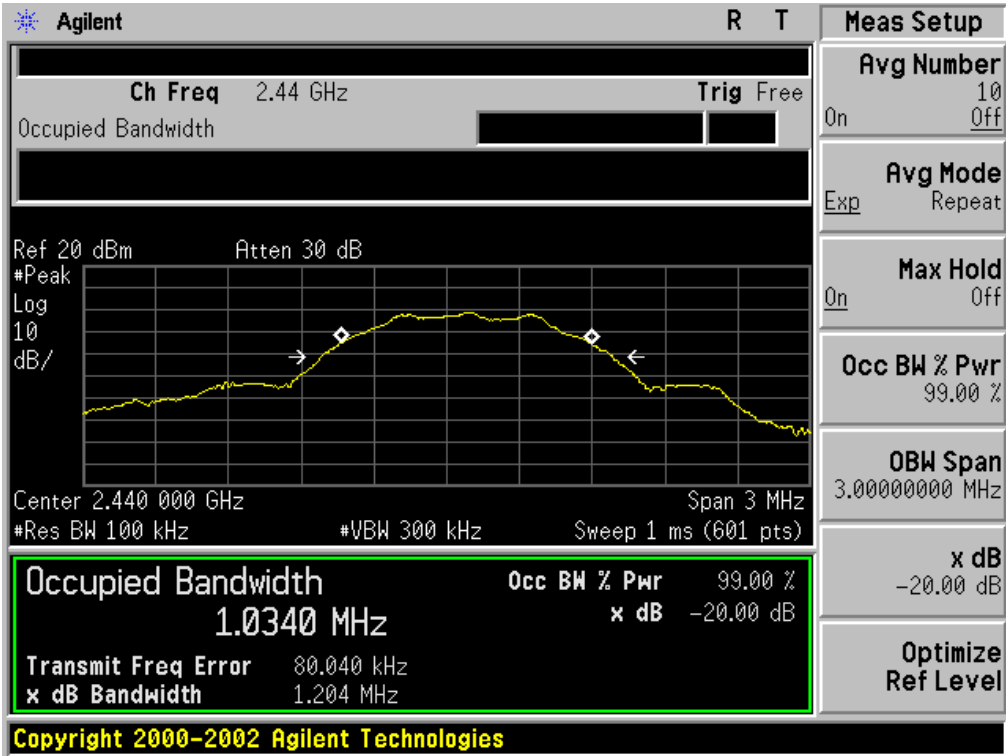 Agilent R T
Ch Freq 2.44 GHz Trig Free
Occupied Bandwidth
Ref 20 dBm Atten 30 dB
#Peak
Log
10
dB/
Center 2.440 000 GHz Span 3 MHz
#Res BW 100 kHz #VBW 300 kHz Sweep 1 ms (601 pts)
Occupied Bandwidth
1.0340 MHz
Occ BW % Pwr 99.00 %
x dB -20.00 dB
Transmit Freq Error 80.040 kHz
x dB Bandwidth 1.204 MHz
Copyright 2000-2002 Agilent Technologies
Meas Setup
Avg Number
10
On Off
Avg Mode
Exp Repeat
Max Hold
On Off
Occ BW % Pwr
99.00 %
OBW Span
3.00000000 MHz
x dB
-20.00 dB
Optimize
Ref Level